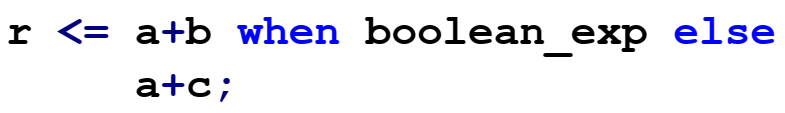 r <= a+b when boolean_exp else
a+c;